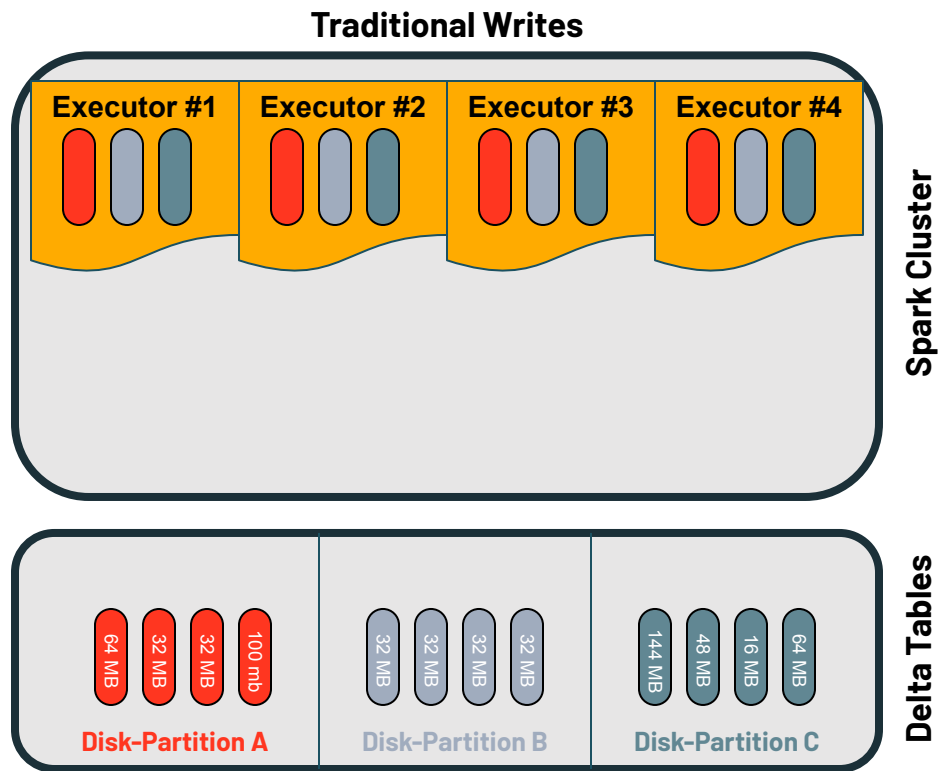 Traditional Writes
Executor #1
Executor #2
Executor #3
Executor #4
Spark Cluster
64 MB
32 MB
32 MB
100 mb
32 MB
32 MB
32 MB
32 MB
144 MB
48 MB
16 MB
64 MB
Disk-Partition A
Disk-Partition B
Disk-Partition C
Delta Tables